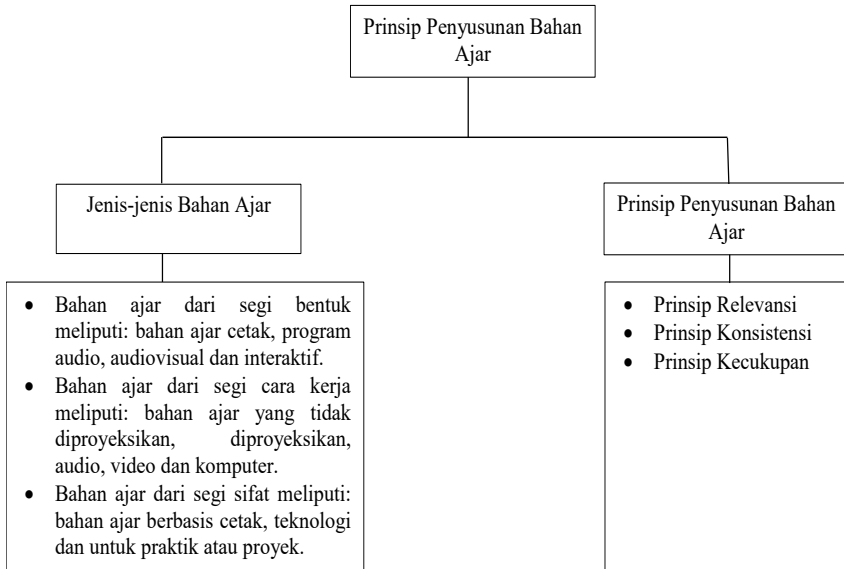 Prinsip Penyusunan Bahan
Ajar
Jenis-jenis Bahan Ajar
Prinsip Penyusunan Bahan
Ajar
• Bahan ajar dari segi bentuk
meliputi: bahan ajar cetak, program
audio, audiovisual dan interaktif.
• Bahan ajar dari segi cara kerja
meliputi: bahan ajar yang tidak
diproyeksikan, diproyeksikan,
audio, video dan komputer.
• Bahan ajar dari segi sifat meliputi:
bahan ajar berbasis cetak, teknologi
dan untuk praktik atau proyek.
• Prinsip Relevansi
• Prinsip Konsistensi
• Prinsip Kecukupan